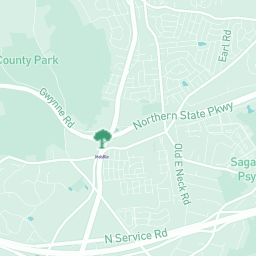 Earl Rd
County Park
Gwynne Rd
Northern State Pkwy
Old E Neck Rd
Saga
Psy
N Service Rd